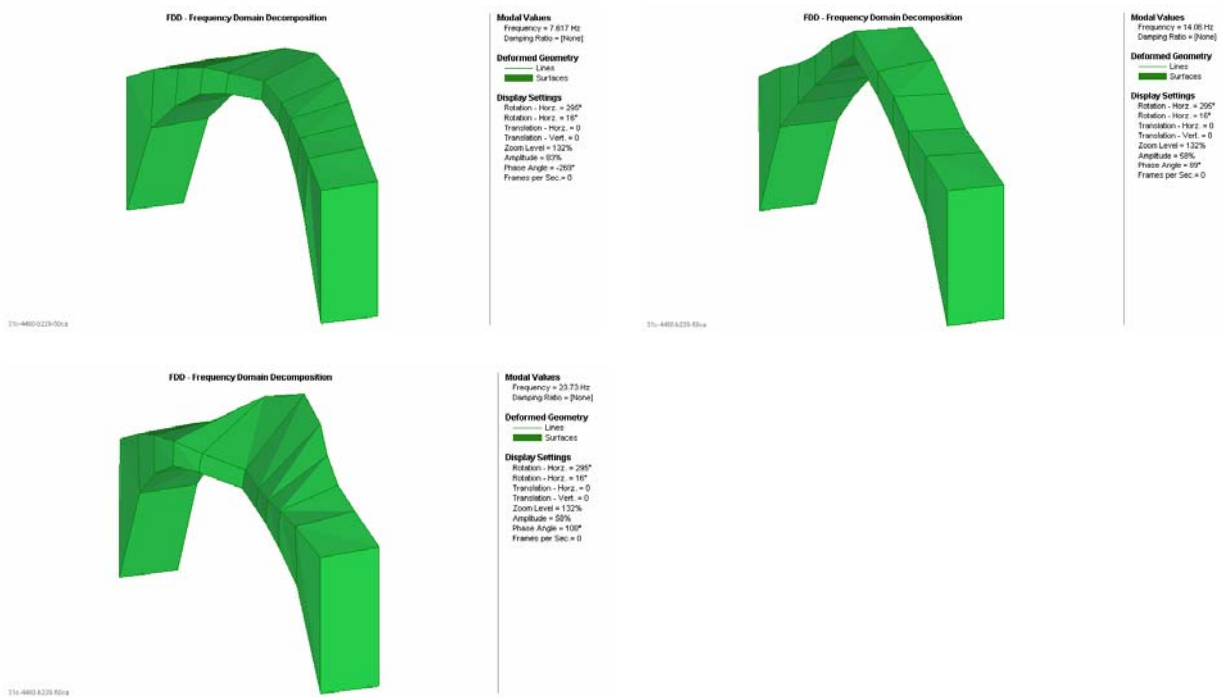 FDD - Frequency Domain Decomposition
Modal Values
Frequency = 7.617 Hz
Damping Ratio = [None]
Deformed Geometry
Lines
Surfaces
Display Settings
Rotation - Horz. = 295°
Rotation - Horz. = 16°
Translation - Horz. = 0
Translation - Vert. = 0
Zoom Level = 132%
Amplitude = 83%
Phase Angle = -269°
Frames per Sec.= 0
FDD - Frequency Domain Decomposition
Modal Values
Frequency = 14.06 Hz
Damping Ratio = [None]
Deformed Geometry
Lines
Surfaces
Display Settings
Rotation - Horz. = 295°
Rotation - Horz. = 16°
Translation - Horz. = 0
Translation - Vert. = 0
Zoom Level = 132%
Amplitude = 58%
Phase Angle = 89°
Frames per Sec.= 0
FDD - Frequency Domain Decomposition
Modal Values
Frequency = 23.73 Hz
Damping Ratio = [None]
Deformed Geometry
Lines
Surfaces
Display Settings
Rotation - Horz. = 295°
Rotation - Horz. = 16°
Translation - Horz. = 0
Translation - Vert. = 0
Zoom Level = 132%
Amplitude = 58%
Phase Angle = 108°
Frames per Sec.= 0